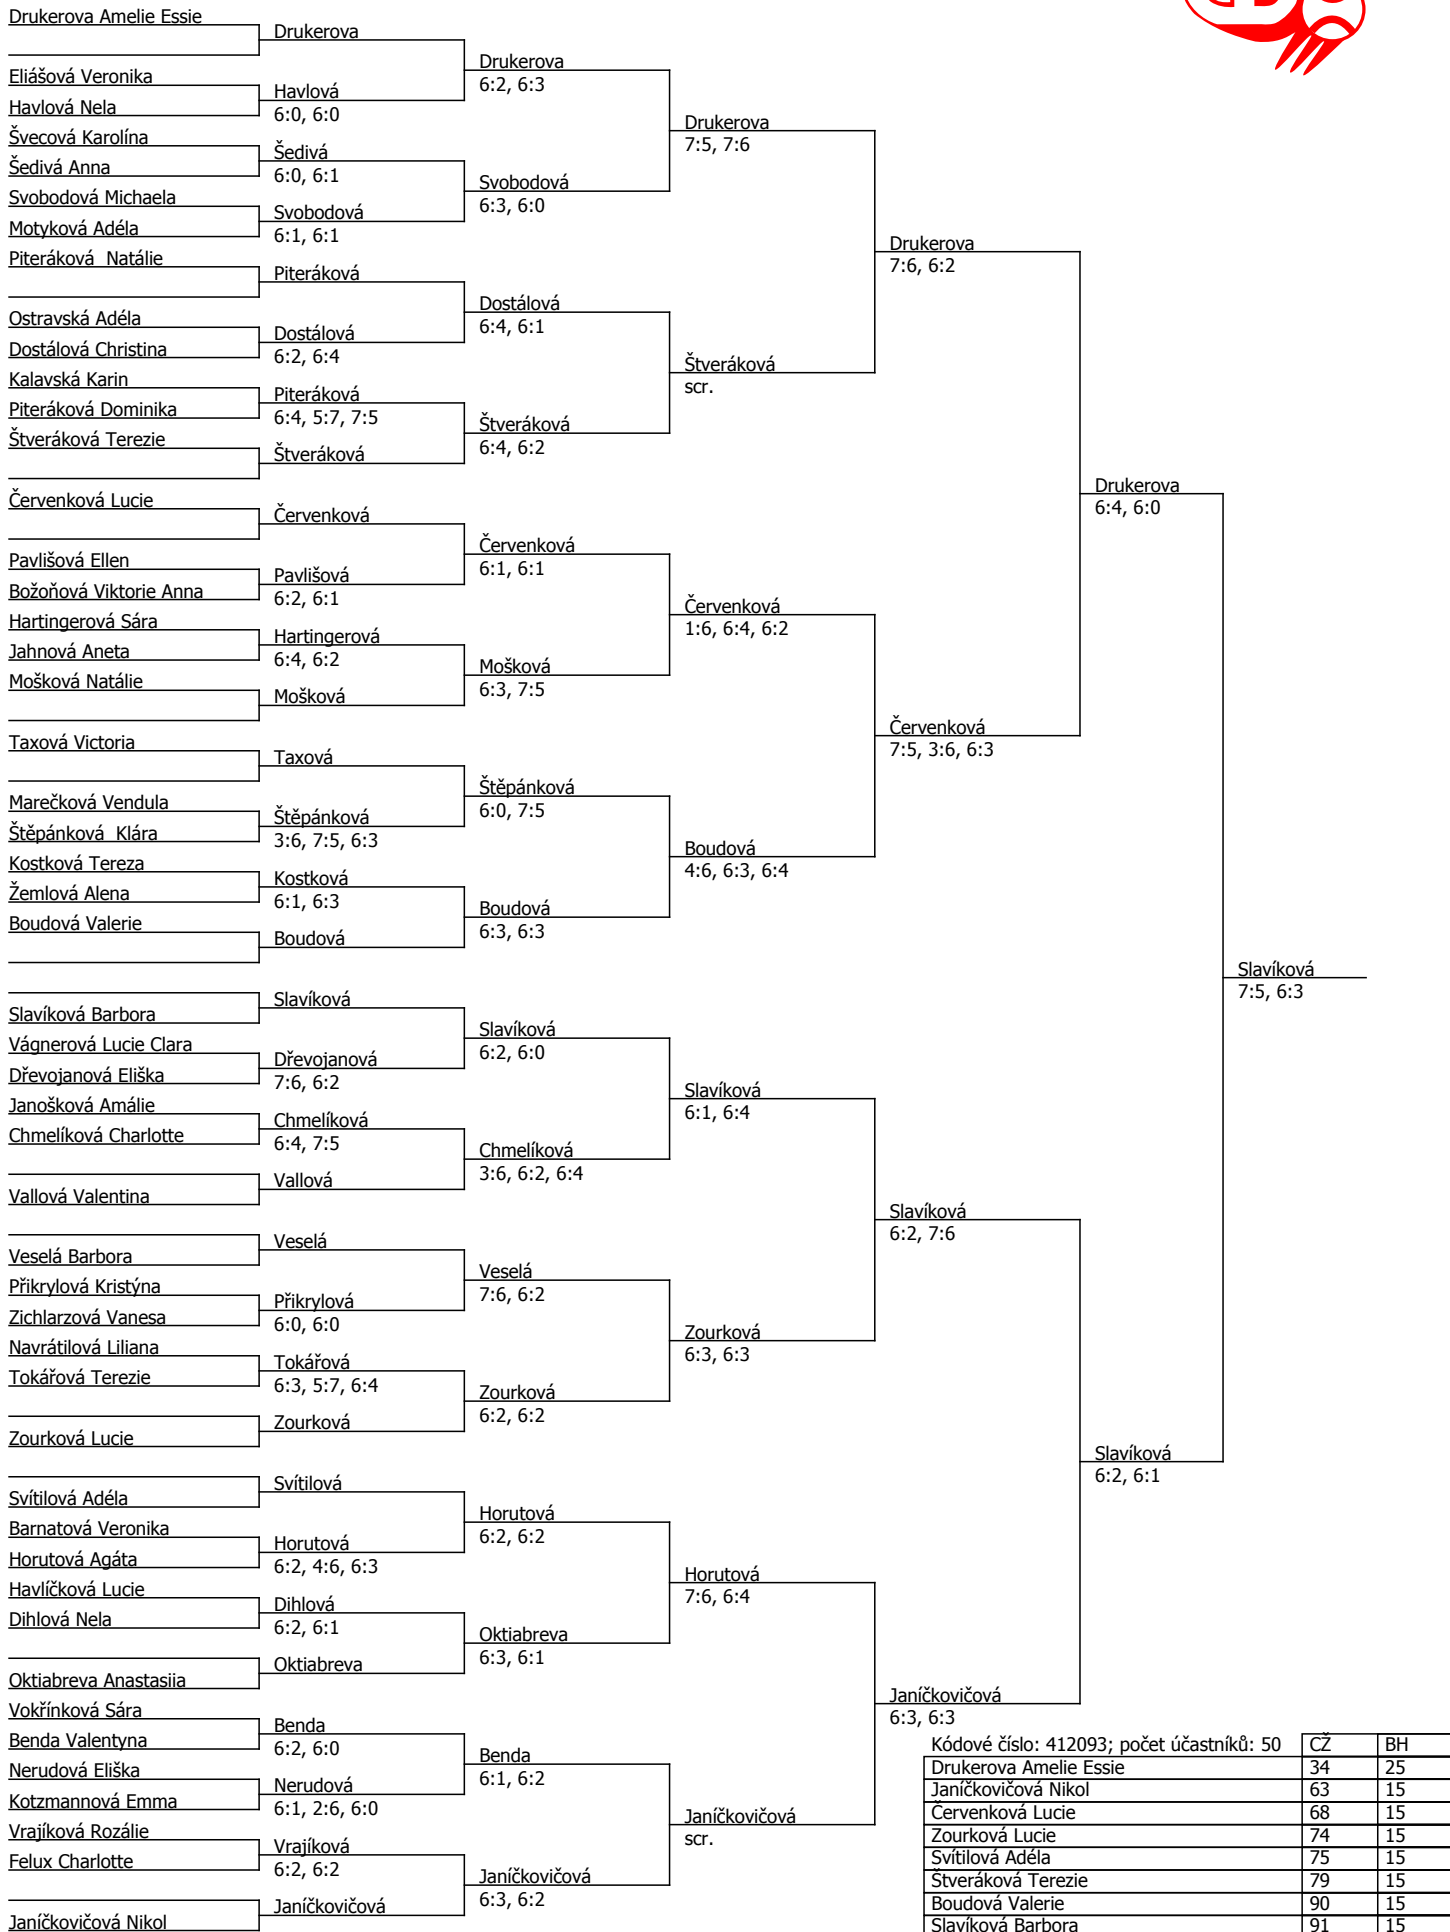 Drukerova Amelie Essie
Eliášová Veronika
Havlová Nela
Švecová Karolína
Šedivá Anna
Svobodová Michaela
Motyková Adéla
Piteráková  Natálie
Ostravská Adéla
Dostálová Christina
Kalavská Karin
Piteráková Dominika
Štveráková Terezie
Červenková Lucie
Pavlišová Ellen
Božoňová Viktorie Anna
Hartingerová Sára
Jahnová Aneta
Mošková Natálie
Taxová Victoria
Marečková Vendula
Štěpánková  Klára
Kostková Tereza
Žemlová Alena
Boudová Valerie
Slavíková Barbora
Vágnerová Lucie Clara
Dřevojanová Eliška
Janošková Amálie
Chmelíková Charlotte
Vallová Valentina
Veselá Barbora
Přikrylová Kristýna
Zichlarzová Vanesa
Navrátilová Liliana
Tokářová Terezie
Zourková Lucie
Svítilová Adéla
Barnatová Veronika
Horutová Agáta
Havlíčková Lucie
Dihlová Nela
Oktiabreva Anastasiia
Vokřínková Sára
Benda Valentyna
Nerudová Eliška
Kotzmannová Emma
Vrajíková Rozálie
Felux Charlotte
Janíčkovičová Nikol
Drukerova
Havlová
6:0, 6:0
Šedivá
6:0, 6:1
Svobodová
6:1, 6:1
Piteráková
Dostálová
6:2, 6:4
Piteráková
6:4, 5:7, 7:5
Štveráková
Červenková
Pavlišová
6:2, 6:1
Hartingerová
6:4, 6:2
Mošková
Taxová
Štěpánková
3:6, 7:5, 6:3
Kostková
6:1, 6:3
Boudová
Slavíková
Dřevojanová
7:6, 6:2
Chmelíková
6:4, 7:5
Vallová
Veselá
Přikrylová
6:0, 6:0
Tokářová
6:3, 5:7, 6:4
Zourková
Svítilová
Horutová
6:2, 4:6, 6:3
Dihlová
6:2, 6:1
Oktiabreva
Benda
6:2, 6:0
Nerudová
6:1, 2:6, 6:0
Vrajíková
6:2, 6:2
Janíčkovičová
Drukerova
6:2, 6:3
Svobodová
6:3, 6:0
Dostálová
6:4, 6:1
Štveráková
6:4, 6:2
Červenková
6:1, 6:1
Mošková
6:3, 7:5
Štěpánková
6:0, 7:5
Boudová
6:3, 6:3
Slavíková
6:2, 6:0
Chmelíková
3:6, 6:2, 6:4
Veselá
7:6, 6:2
Zourková
6:2, 6:2
Horutová
6:2, 6:2
Oktiabreva
6:3, 6:1
Benda
6:1, 6:2
Janíčkovičová
6:3, 6:2
Drukerova
7:5, 7:6
Štveráková
scr.
Červenková
1:6, 6:4, 6:2
Boudová
4:6, 6:3, 6:4
Slavíková
6:1, 6:4
Zourková
6:3, 6:3
Horutová
7:6, 6:4
Janíčkovičová
scr.
Drukerova
7:6, 6:2
Červenková
7:5, 3:6, 6:3
Slavíková
6:2, 7:6
Janíčkovičová
6:3, 6:3
Drukerova
6:4, 6:0
Slavíková
6:2, 6:1
Slavíková
7:5, 6:3
Kódové číslo: 412093; počet účastníků: 50 CŽ BH
Drukerova Amelie Essie 34 25
Janíčkovičová Nikol 63 15
Červenková Lucie 68 15
Zourková Lucie 74 15
Svítilová Adéla 75 15
Štveráková Terezie 79 15
Boudová Valerie 90 15
Slavíková Barbora 91 15